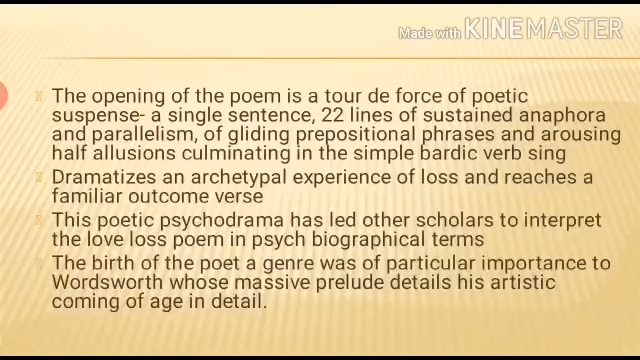 Made with KINEMASTER
The opening of the poem is a tour de force of poetic
suspense- a single sentence, 22 lines of sustained anaphora
and parallelism, of gliding prepositional phrases and arousing
half allusions culminating in the simple bardic verb sing
Dramatizes an archetypal experience of loss and reaches a
familiar outcome verse
This poetic psychodrama has led other scholars to interpret
the love loss poem in psych biographical terms
The birth of the poet a genre was of particular importance to
Wordsworth whose massive prelude details his artistic
coming of age in detail.